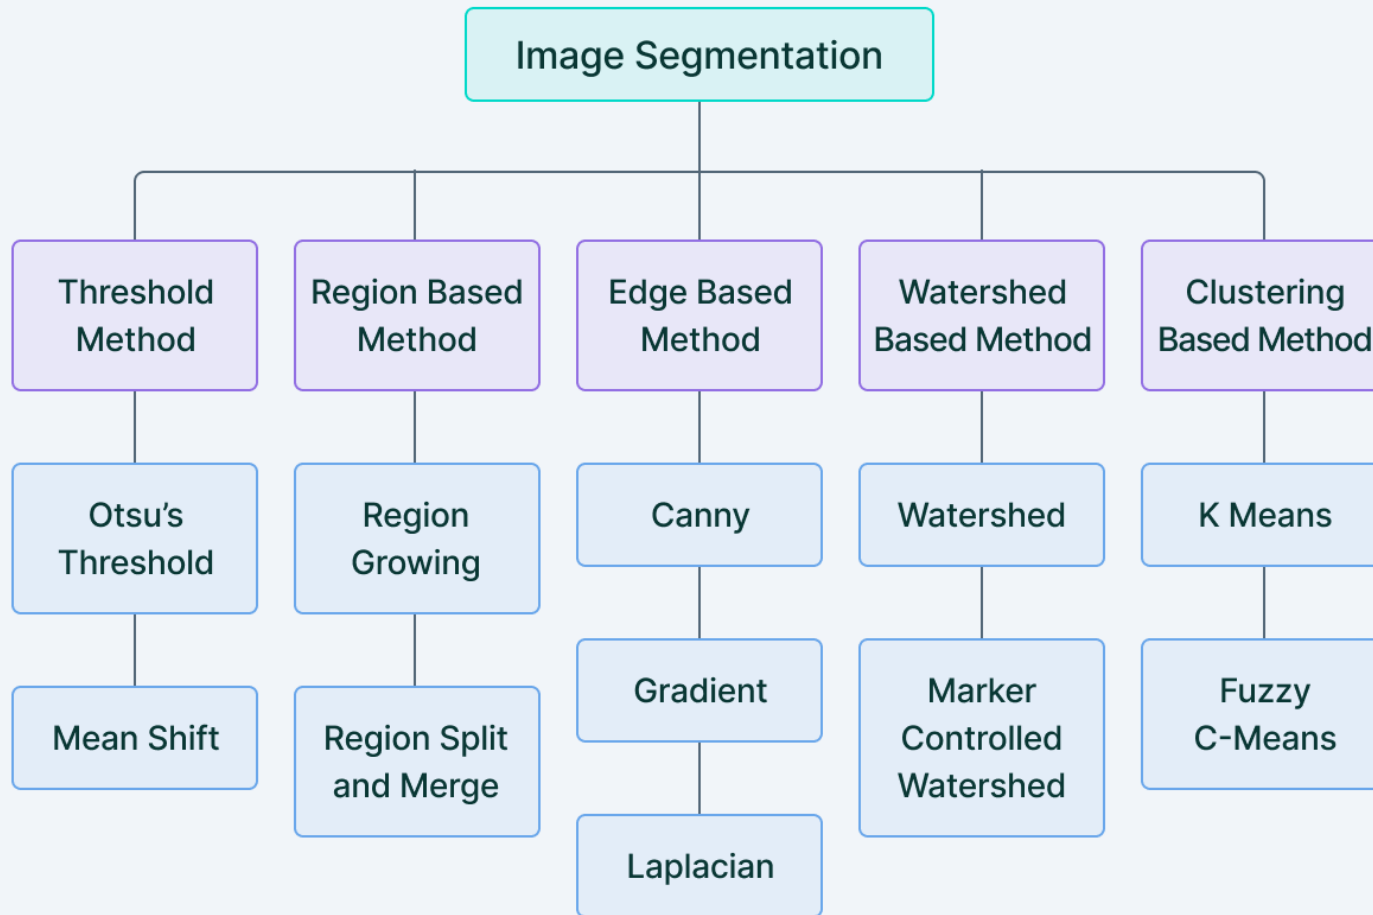 Image Segmentation
Threshold
Method
Region Based
Method
Edge Based
Method
Watershed
Based Method
Clustering
Based Method
Otsu’s
Threshold
Region
Growing
Canny
Watershed
K Means
Mean Shift
Region Split
and Merge
Gradient
Marker
Controlled
Watershed
Fuzzy
C-Means
Laplacian